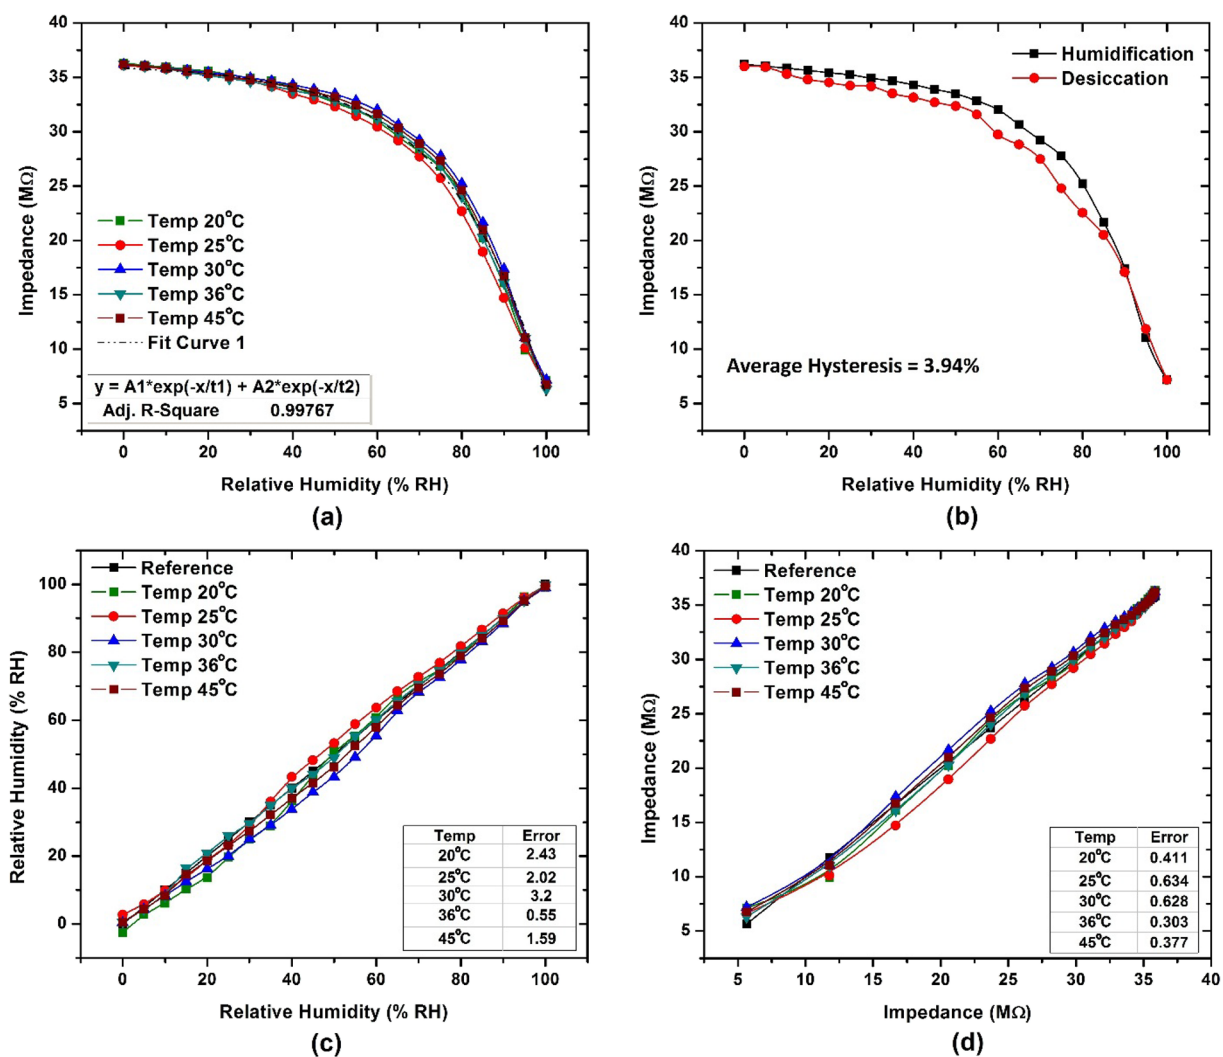 40
35
30
25
20
15
10
5
Impedance (MΩ)
Temp 20°C
Temp 25°C
Temp 30°C
Temp 36°C
Temp 45°C
Fit Curve 1
y = A1*exp(-x/t1) + A2*exp(-x/t2)
Adj. R-Square 0.99767
0 20 40 60 80 100
Relative Humidity (% RH)
(a)
40
35
30
25
20
15
10
5
Impedance (MΩ)
Humidification
Desiccation
Average Hysteresis = 3.94%
0 20 40 60 80 100
Relative Humidity (% RH)
(b)
100
80
60
40
20
0
Relative Humidity (% RH)
Reference
Temp 20°C
Temp 25°C
Temp 30°C
Temp 36°C
Temp 45°C
Temp Error
20°C 2.43
25°C 2.02
30°C 3.2
36°C 0.55
45°C 1.59
0 20 40 60 80 100
Relative Humidity (% RH)
(c)
40
35
30
25
20
15
10
5
Impedance (MΩ)
Reference
Temp 20°C
Temp 25°C
Temp 30°C
Temp 36°C
Temp 45°C
Temp Error
20°C 0.411
25°C 0.634
30°C 0.628
36°C 0.303
45°C 0.377
5 10 15 20 25 30 35 40
Impedance (MΩ)
(d)